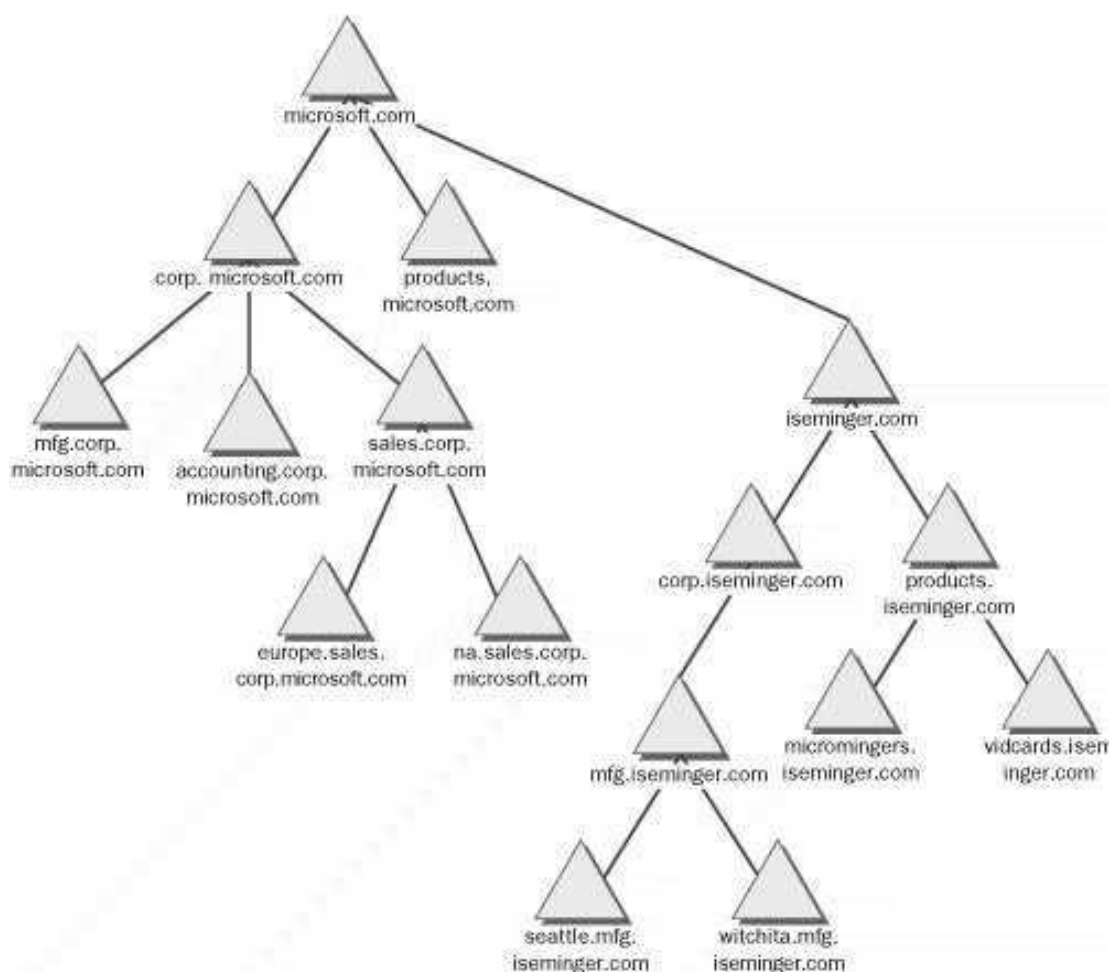 microsoft.com
corp. microsoft.com
products.
microsoft.com
mfg.corp.
microsoft.com
accounting.corp.
microsoft.com
sales.corp.
microsoft.com
iseminger.com
corp.iseminger.com
products.
iseminger.com
europe.sales.
corp.microsoft.com
na.sales.corp.
microsoft.com
mfg.iseminger.com
micromingers.
iseminger.com
vidcards.isem
inger.com
seattle.mfg.
iseminger.com
witchita.mfg.
iseminger.com